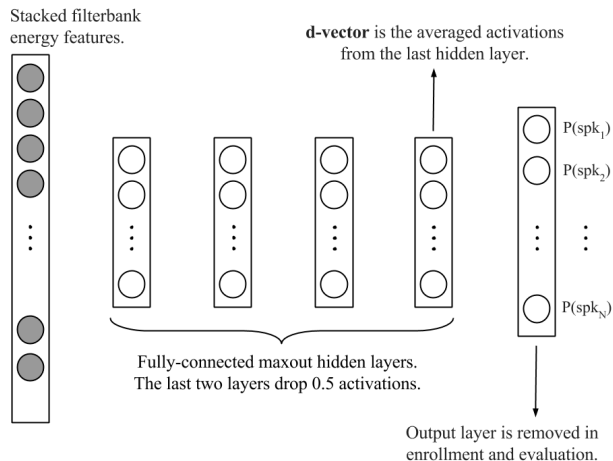 Stacked filterbank
energy features.
d-vector is the averaged activations
from the last hidden layer.
P(spk₁)
P(spk₂)
P(spk_N)
Fully-connected maxout hidden layers.
The last two layers drop 0.5 activations.
Output layer is removed in
enrollment and evaluation.